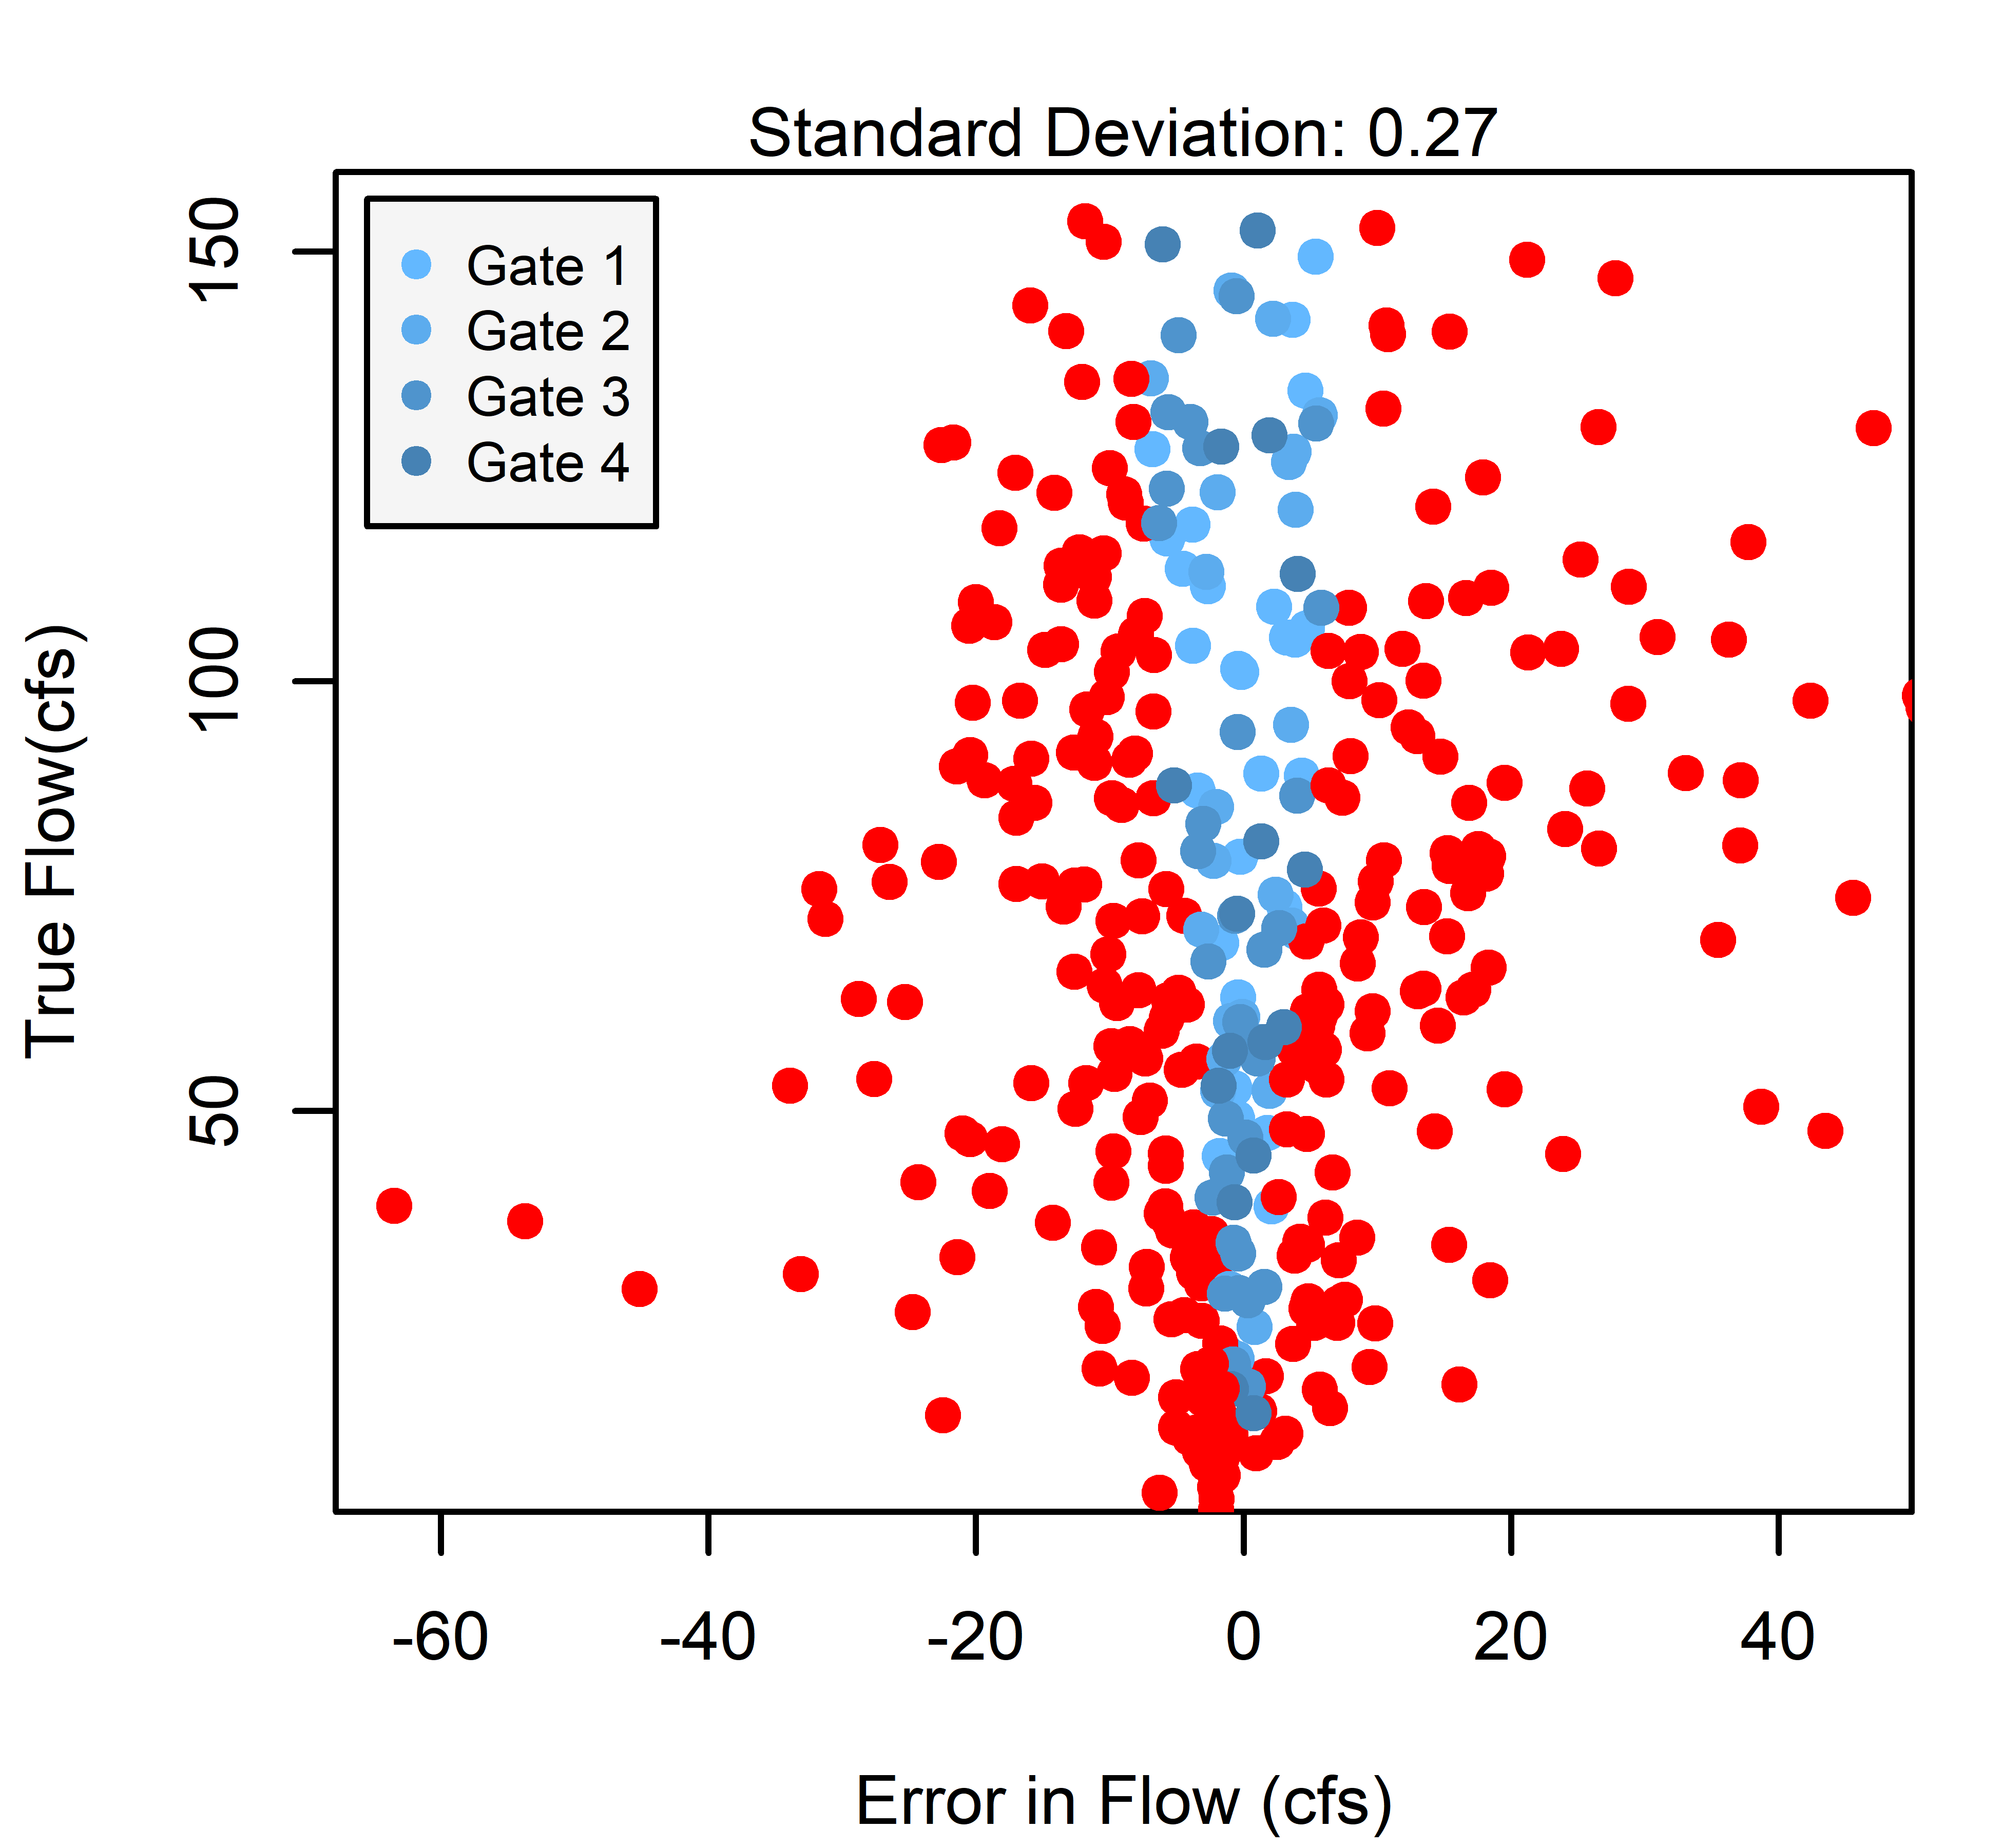 Standard Deviation: 0.27
Gate 1
Gate 2
Gate 3
Gate 4
True Flow(cfs)
150
100
50
-60 -40 -20 0 20 40
Error in Flow (cfs)